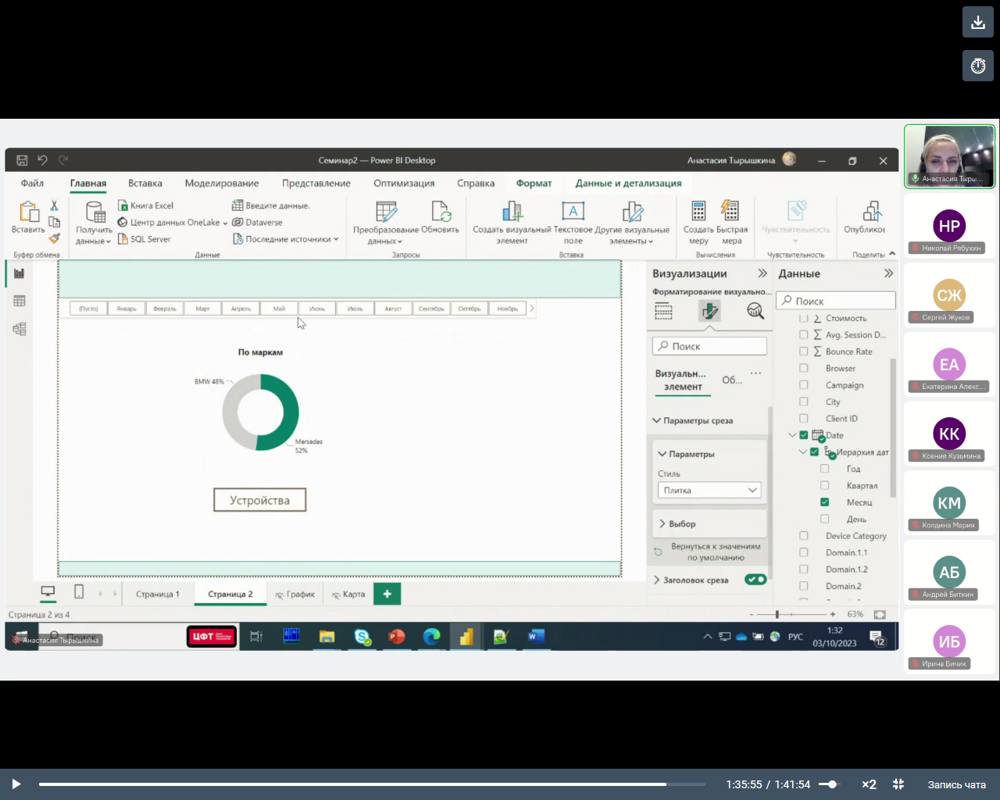 Семинар2 — Power BI Desktop
Анастасия Тырышкина
Файл
Главная
Вставка
Моделирование
Представление
Оптимизация
Справка
Формат
Данные и детализация
Вставить
Буфер обмена
Получить данные
Книга Excel
Центр данных OneLake
SQL Server
Введите данные.
Dataverse
Последние источники
Данные
Преобразование данных
Обновить
Запросы
Создать визуальный элемент
Текстовое поле
Другие визуальные элементы
Вставка
Создать меру
Быстрая мера
Вычисления
Чувствительность
Чувствительность
Опубликов
Поделить
(Пусто)
Январь
Февраль
Март
Апрель
Май
Июнь
Июль
Август
Сентябрь
Октябрь
Ноябрь
По маркам
BMW 48%
Mersedes
52%
Устройства
Визуализации
Форматирование визуально...
Поиск
Визуальн...
элемент
Об...
Параметры среза
Параметры
Стиль
Плитка
Выбор
Вернуться к значениям
по умолчанию
Заголовок среза
Данные
Поиск
Стоимость
Avg. Session D...
Bounce Rate
Browser
Campaign
City
Client ID
Date
Иерархия дат
Год
Квартал
Месяц
День
Device Category
Domain.1.1
Domain.1.2
Domain.2
Страница 1
Страница 2
График
Карта
Страница 2 из 4
63%
Поиск
Анастасия Тырышкина
ЦФТ
РУС
1:32
03/10/2023
12
Анастасия Тыры...
НР
Николай Рябухин
СЖ
Сергей Жуков
ЕА
Екатерина Алекс...
КК
Ксения Кузьмина
КМ
Колдина Мария
АБ
Андрей Биткин
ИБ
Ирина Бичик
1:35:55 / 1:41:54
×2
Запись чата